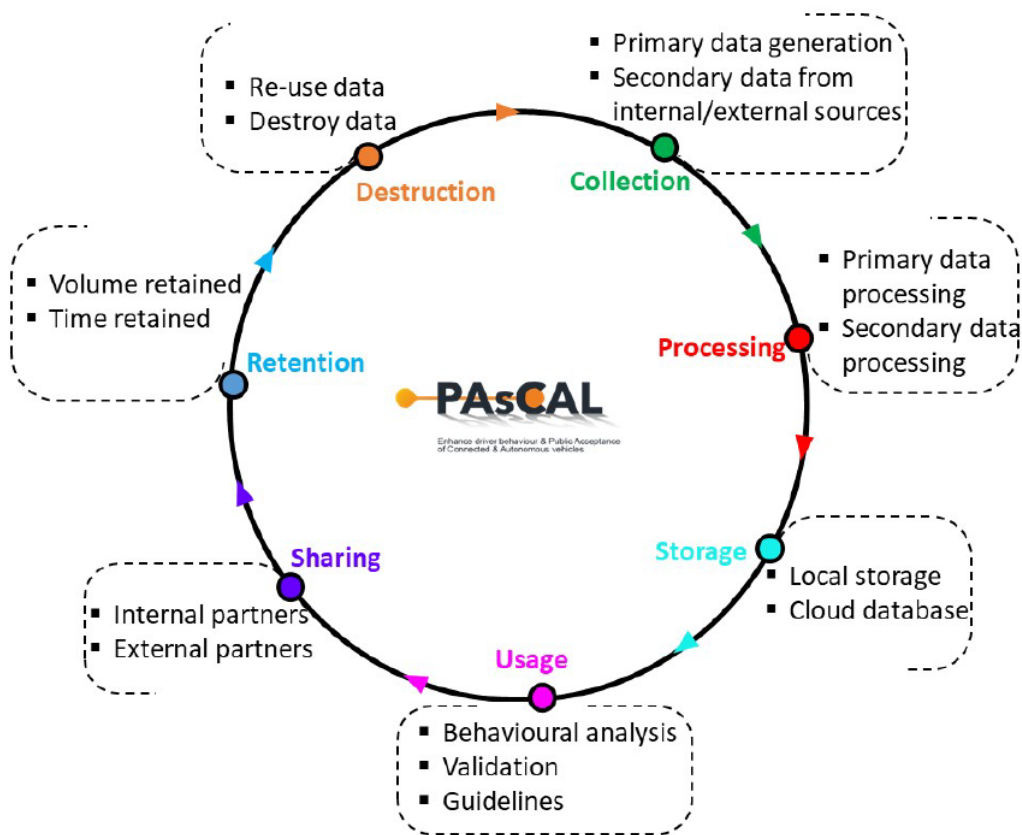 ▪ Primary data generation
▪ Secondary data from
internal/external sources
Collection
▪ Primary data
processing
▪ Secondary data
processing
Processing
Storage
▪ Local storage
▪ Cloud database
Usage
▪ Behavioural analysis
▪ Validation
▪ Guidelines
Sharing
▪ Internal partners
▪ External partners
▪ Volume retained
▪ Time retained
Retention
▪ Re-use data
▪ Destroy data
Destruction
PAsCAL
Enhance driver behaviour & Public Acceptance
of Connected & Autonomous vehicles